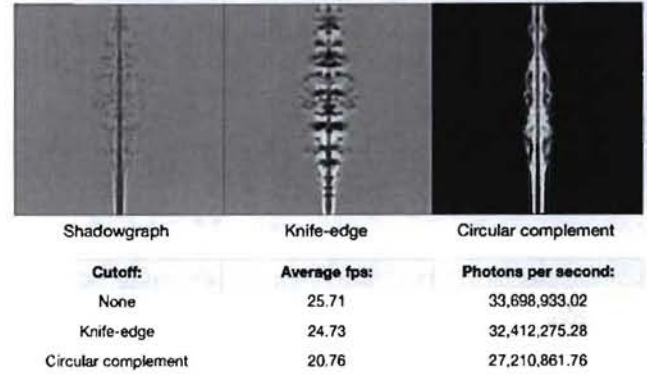 Shadowgraph Knife-edge Circular complement
Cutoff: Average fps: Photons per second:
None 25.71 33,698,933.02
Knife-edge 24.73 32,412,275.28
Circular complement 20.76 27,210,861.76